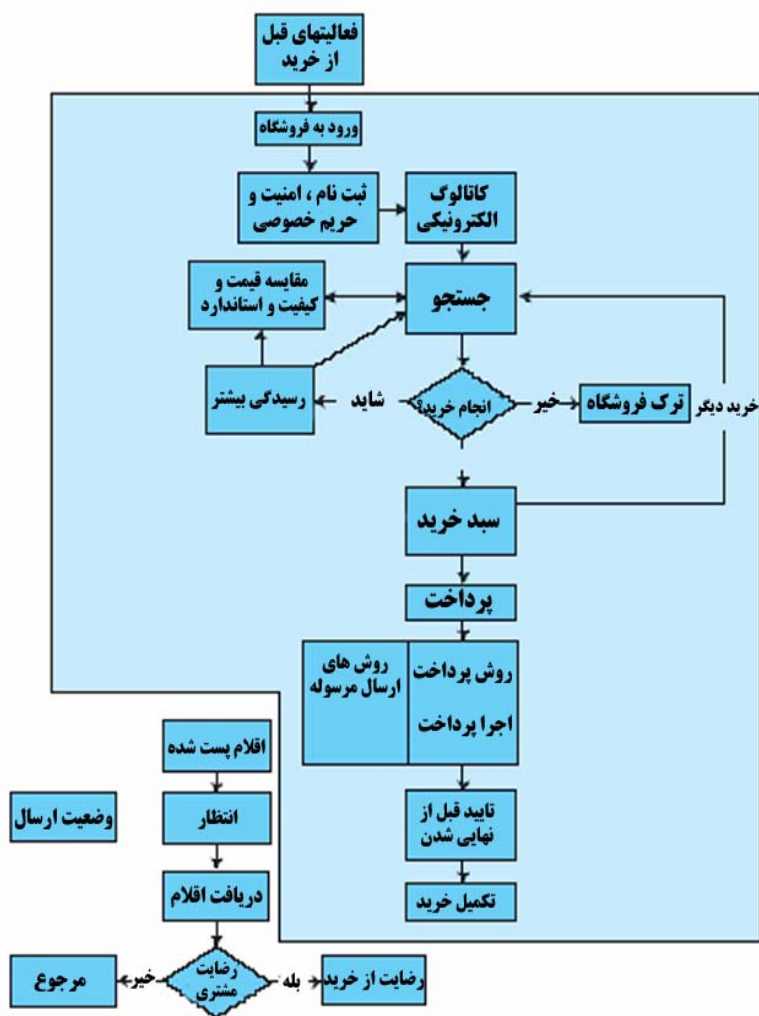 فعالیتهای قبل
از خرید
ورود به فروشگاه
ثبت نام ، امنیت و
حریم خصوصی
کاتالوگ
الکترونیکی
مقایسه قیمت و
کیفیت و استاندارد
جستجو
رسیدگی بیشتر
شاید
انجام خرید؟
خیر
ترک فروشگاه
خرید دیگر
سبد خرید
پرداخت
روش های
ارسال مرسوله
روش پرداخت
اجرا پرداخت
تایید قبل از
نهایی شدن
تکمیل خرید
اقلام پست شده
وضعیت ارسال
انتظار
دریافت اقلام
رضایت
مشتری
خیر
مرجوع
بله
رضایت از خرید